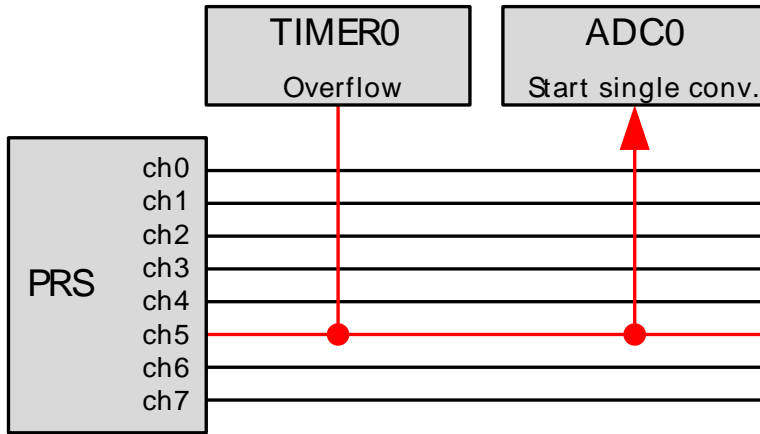 TIMER0
Overflow
ADC0
Start single conv.
PRS
ch0
ch1
ch2
ch3
ch4
ch5
ch6
ch7